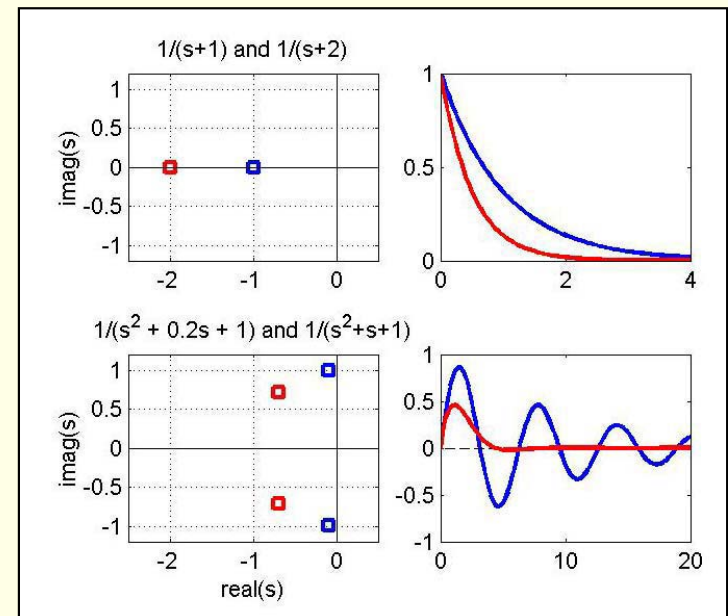 1/(s+1) and 1/(s+2)
imag(s)
1
0.5
0
-0.5
-1
-2 -1 0
1
0.5
0
0 2 4
1/(s² + 0.2s + 1) and 1/(s²+s+1)
imag(s)
1
0.5
0
-0.5
-1
-2 -1 0
real(s)
1
0.5
0
-0.5
-1
0 10 20